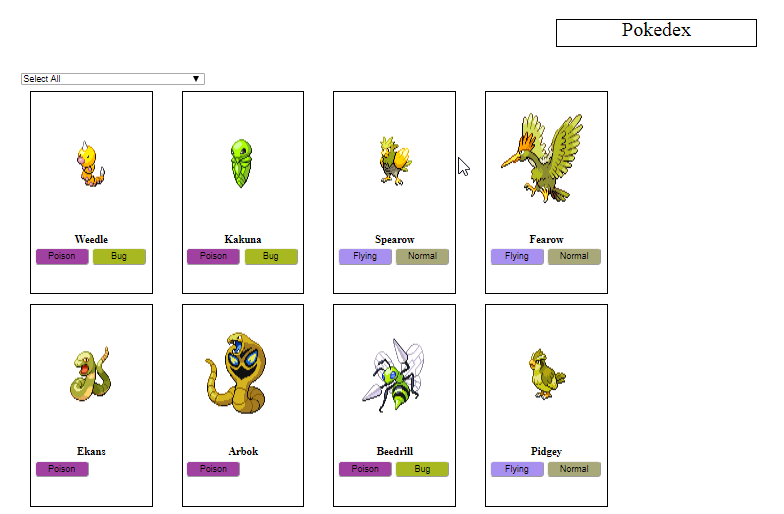 Pokedex
Select All ▼
Weedle Kakuna Spearow Fearow
Poison Bug Poison Bug Flying Normal Flying Normal
Ekans Arbok Beedrill Pidgey
Poison Poison Poison Bug Flying Normal